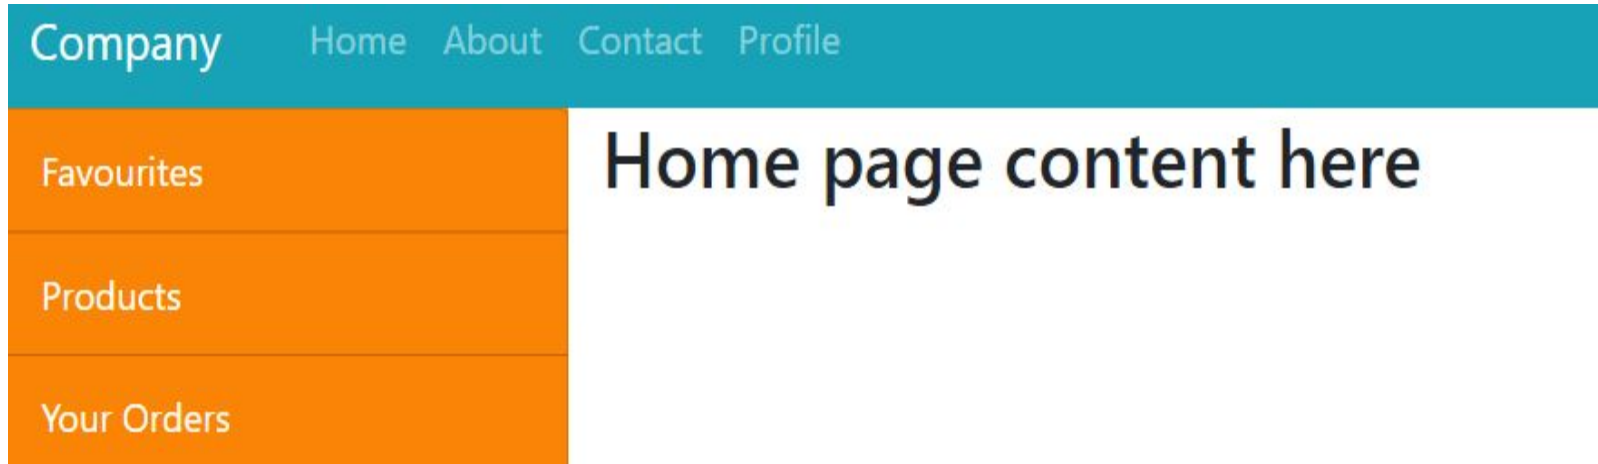 Company Home About Contact Profile
Favourites
Home page content here
Products
Your Orders